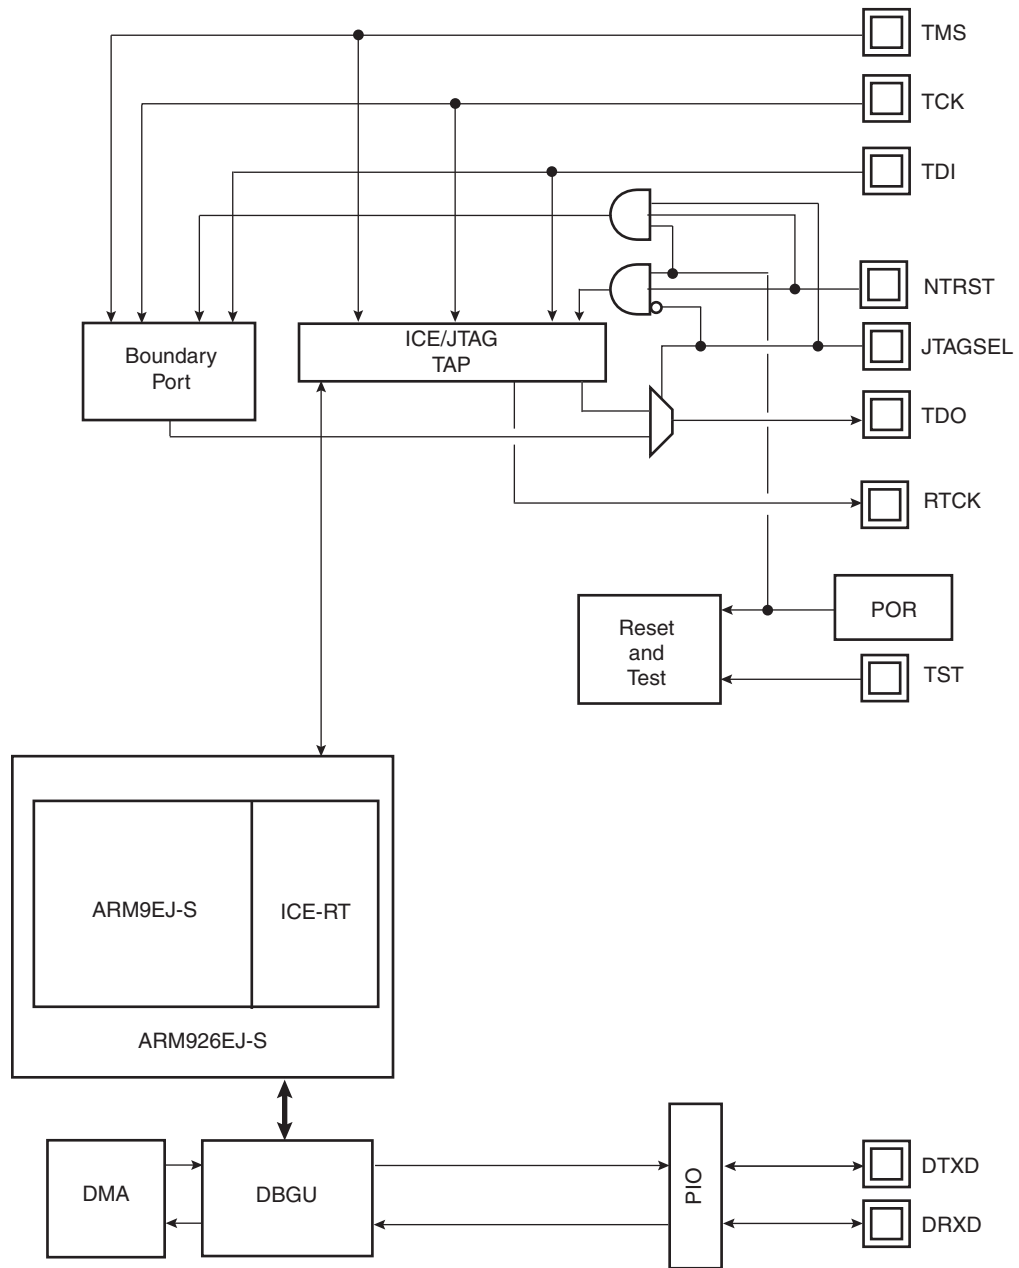 TMS
TCK
TDI
NTRST
JTAGSEL
TDO
RTCK
Boundary
Port
ICE/JTAG
TAP
POR
Reset
and
Test
TST
ARM9EJ-S
ICE-RT
ARM926EJ-S
DMA
DBGU
PIO
DTXD
DRXD